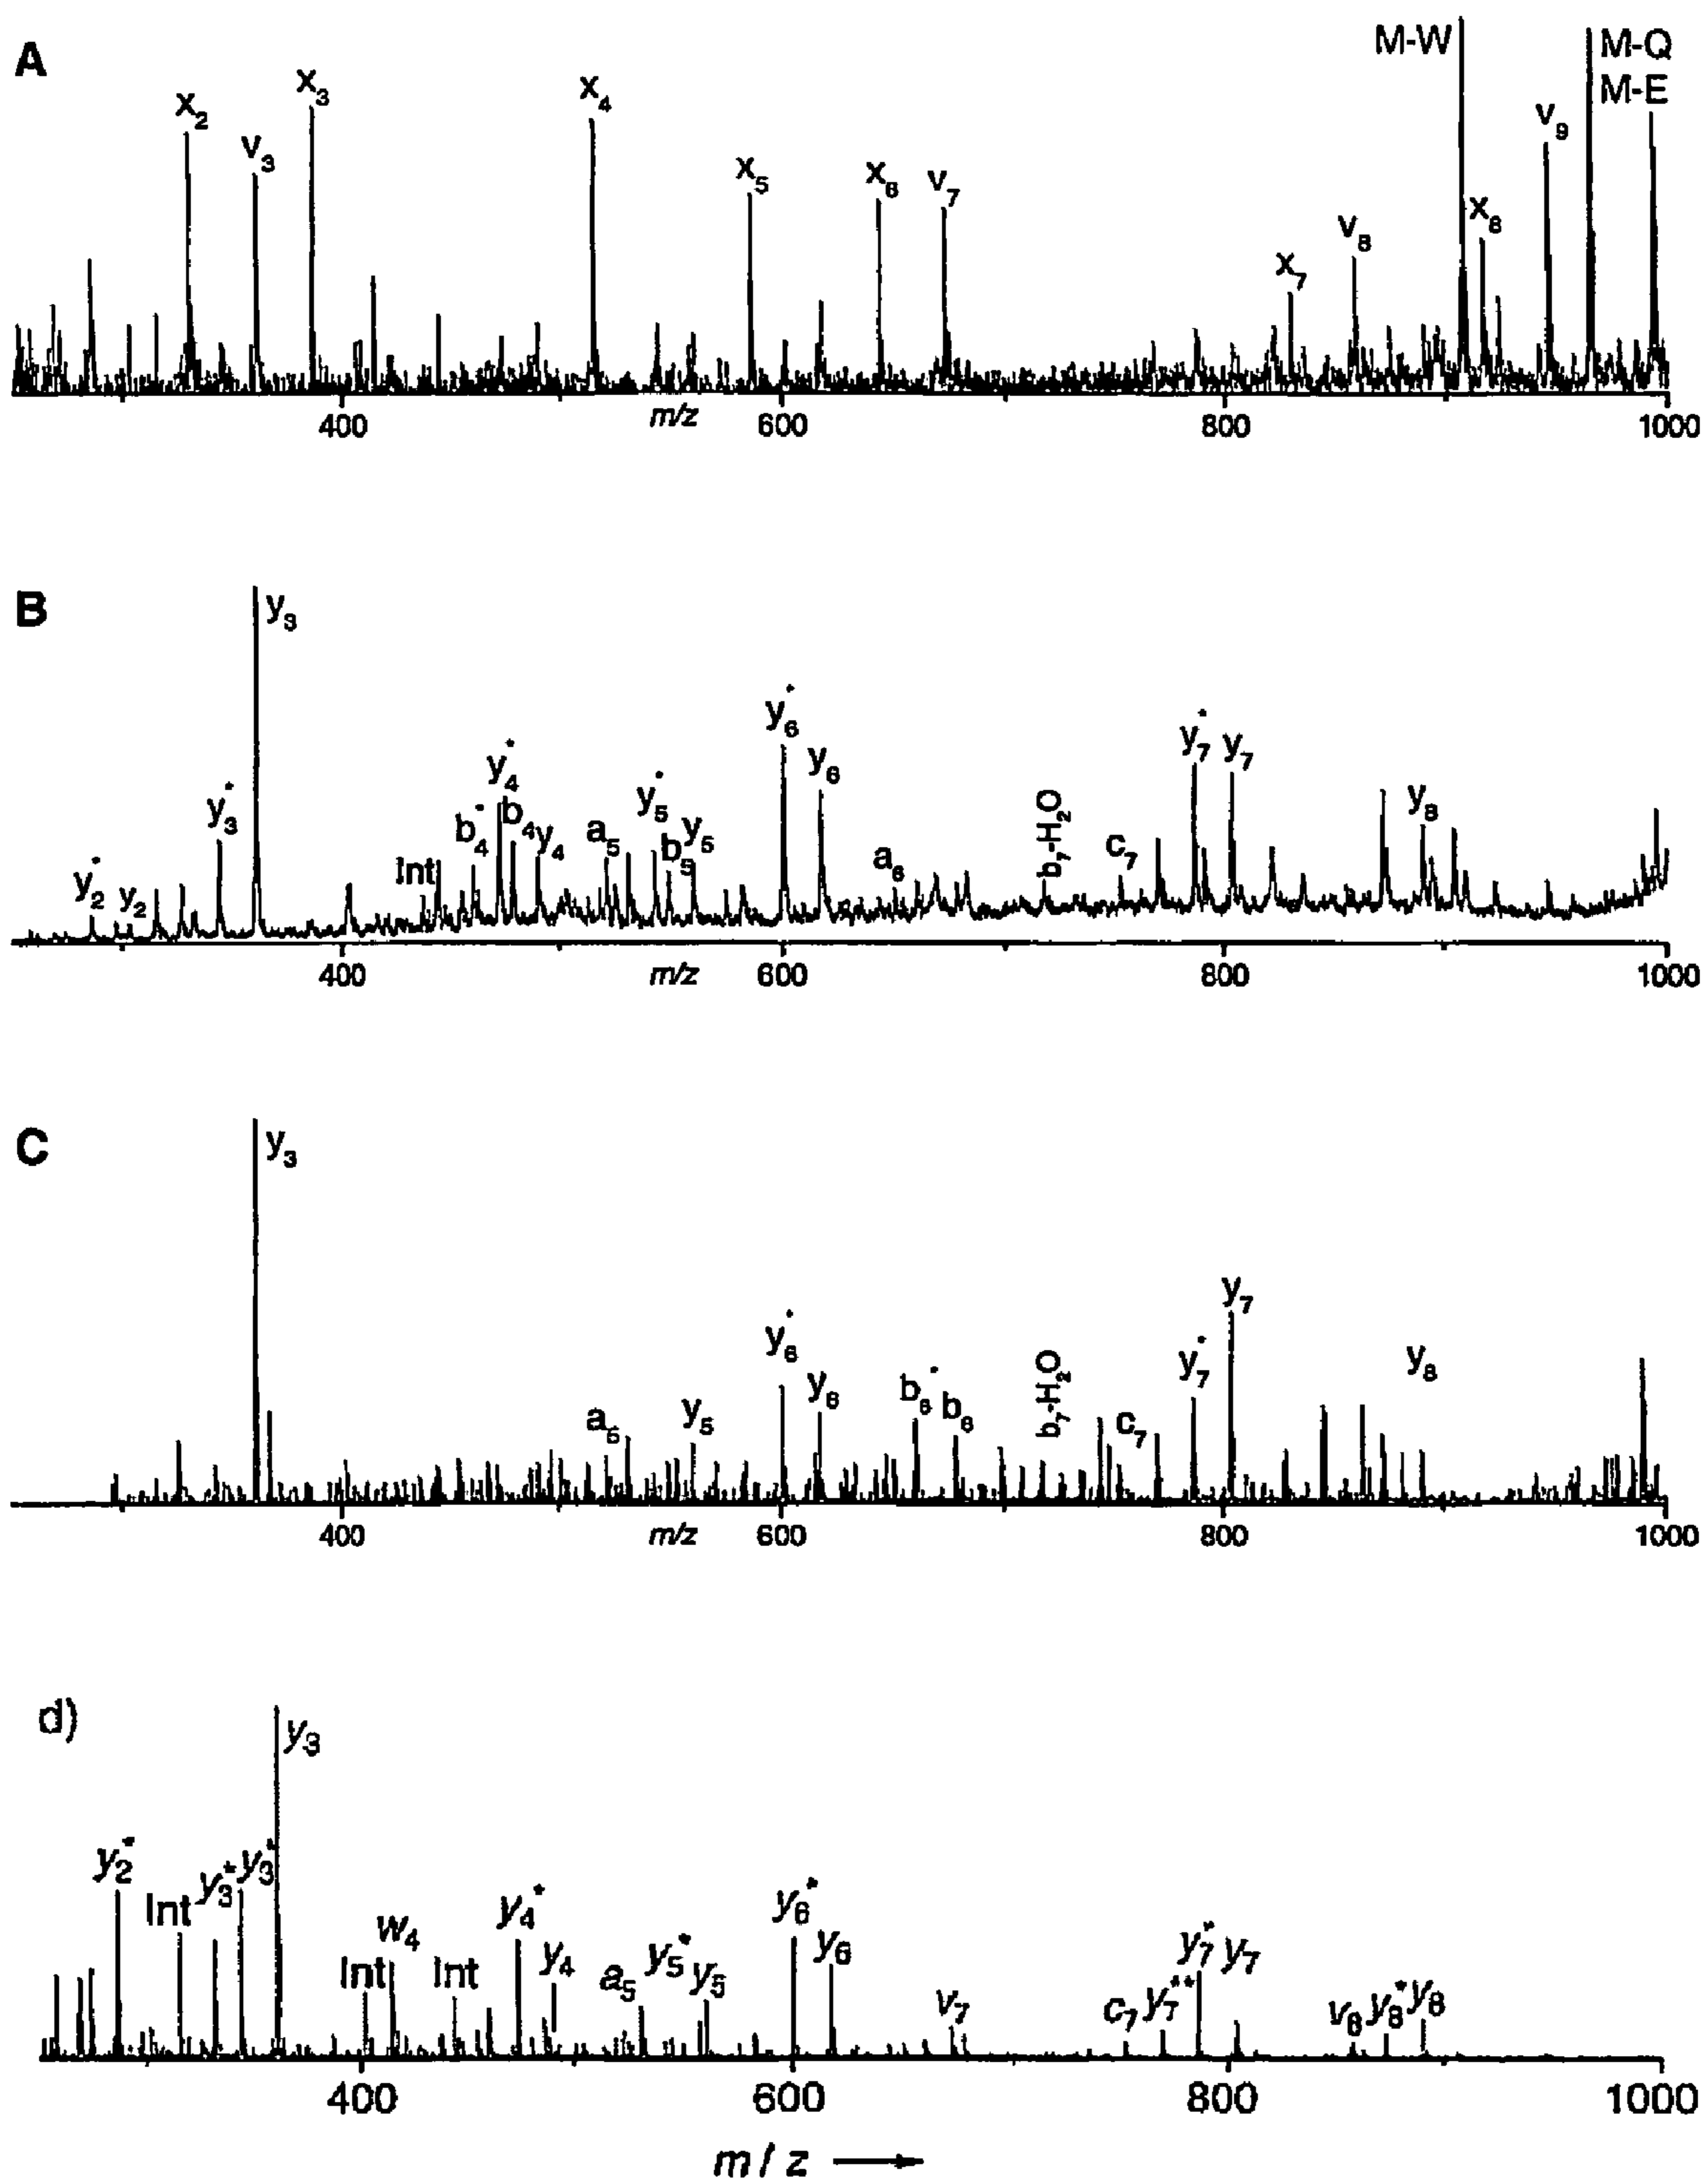 A
x₂
v₃
x₃
x₄
x₅
x₆
v₇
x₇
v₈
M-W
x₈
v₉
M-Q
M-E
400
m/z
600
800
1000
B
y₂*
y₂
y₃*
y₃
Int
b₄*
y₄*
b₄
y₄
a₅
y₅*
b₅
y₅
y₆*
y₆
a₆
b₇-H₂O
c₇
y₇*
y₇
y₈
400
m/z
600
800
1000
C
y₃
a₅
y₅
y₆*
y₆
b₆*
b₆
b₇-H₂O
c₇
y₇*
y₇
y₈
400
m/z
600
800
1000
d)
y₂*
Int
y₃*
y₃*
y₃
Int
w₄
Int
y₄*
y₄
a₅
y₅*
y₅
y₆*
y₆
v₇
c₇
y₇**
y₇*
y₇
v₈
y₈*
y₈
400
600
800
1000
m / z